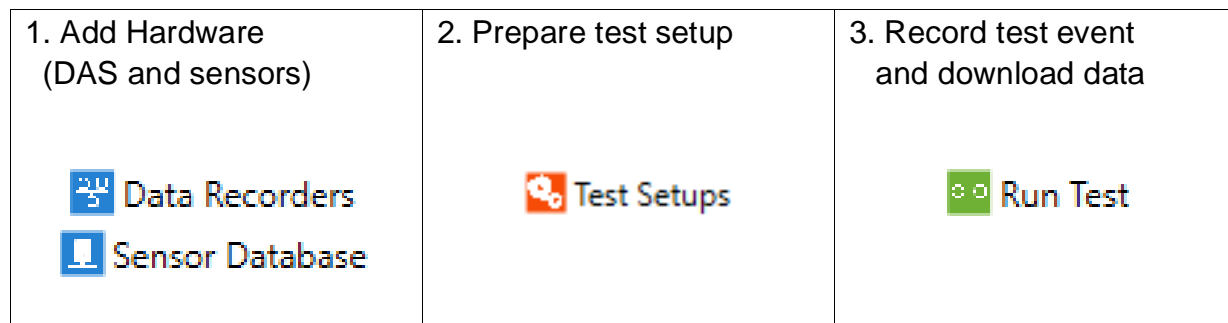 1. Add Hardware
(DAS and sensors)
Data Recorders
Sensor Database
2. Prepare test setup
Test Setups
3. Record test event
and download data
Run Test